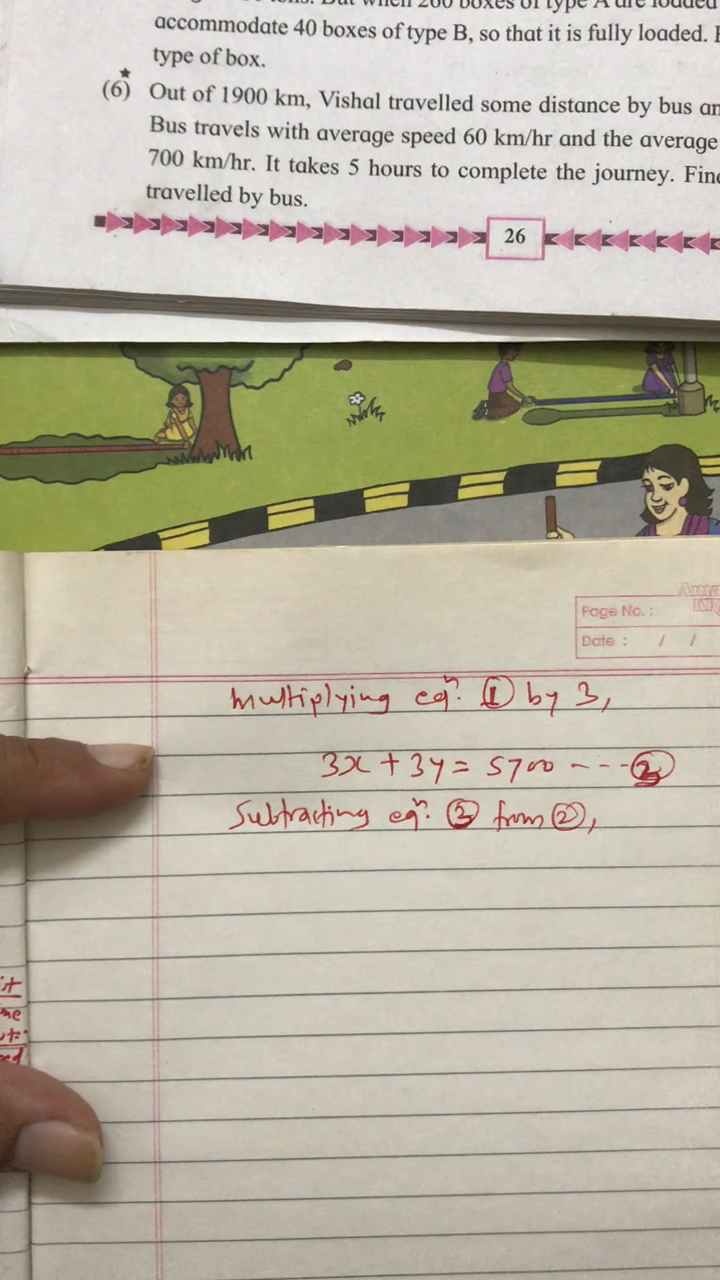 accommodate 40 boxes of type B, so that it is fully loaded.
type of box.
(6) Out of 1900 km, Vishal travelled some distance by bus
Bus travels with average speed 60 km/hr and the average
700 km/hr. It takes 5 hours to complete the journey.
travelled by bus.
26
Page No. :
Date : / /
Multiplying eqⁿ. ① by 3,
3x + 3y = 5700 --- ②
Subtracting eqⁿ. ③ from ②,